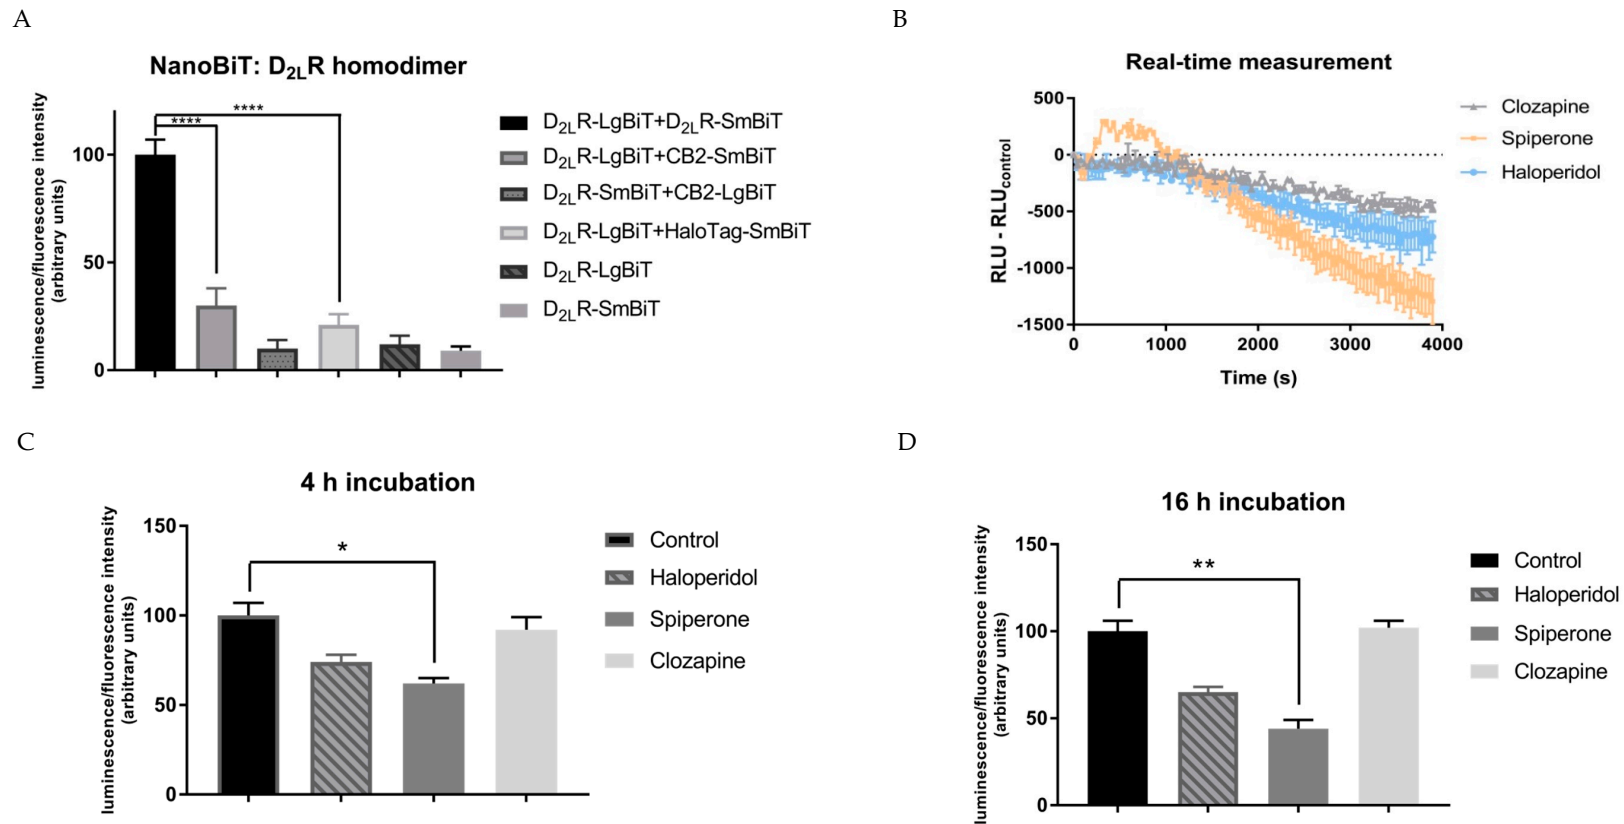 A
NanoBiT: D2LR homodimer
luminescence/fluorescence intensity
(arbitrary units)
100
50
0
****
****
D2LR-LgBiT+D2LR-SmBiT
D2LR-LgBiT+CB2-SmBiT
D2LR-SmBiT+CB2-LgBiT
D2LR-LgBiT+HaloTag-SmBiT
D2LR-LgBiT
D2LR-SmBiT
B
Real-time measurement
RLU - RLUcontrol
500
0
-500
-1000
-1500
0 1000 2000 3000 4000
Time (s)
Clozapine
Spiperone
Haloperidol
C
4 h incubation
luminescence/fluorescence intensity
(arbitrary units)
150
100
50
0
*
Control
Haloperidol
Spiperone
Clozapine
D
16 h incubation
luminescence/fluorescence intensity
(arbitrary units)
150
100
50
0
**
Control
Haloperidol
Spiperone
Clozapine